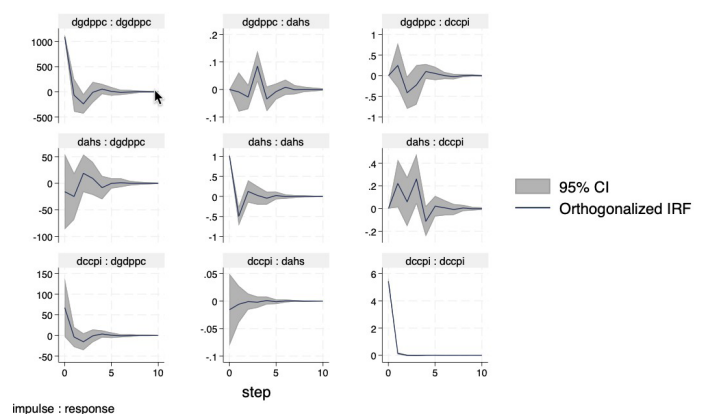 dgdppc : dgdppc
dgdppc : dahs
dgdppc : dccpi
1000
500
0
-500
.2
.1
0
-.1
1
.5
0
-.5
-1
dahs : dgdppc
dahs : dahs
dahs : dccpi
50
0
-50
-100
1
.5
0
-.5
-1
.4
.2
0
-.2
95% CI
Orthogonalized IRF
dccpi : dgdppc
dccpi : dahs
dccpi : dccpi
150
100
50
0
-50
.05
0
-.05
-.1
6
4
2
0
0 5 10
0 5 10
0 5 10
step
impulse : response